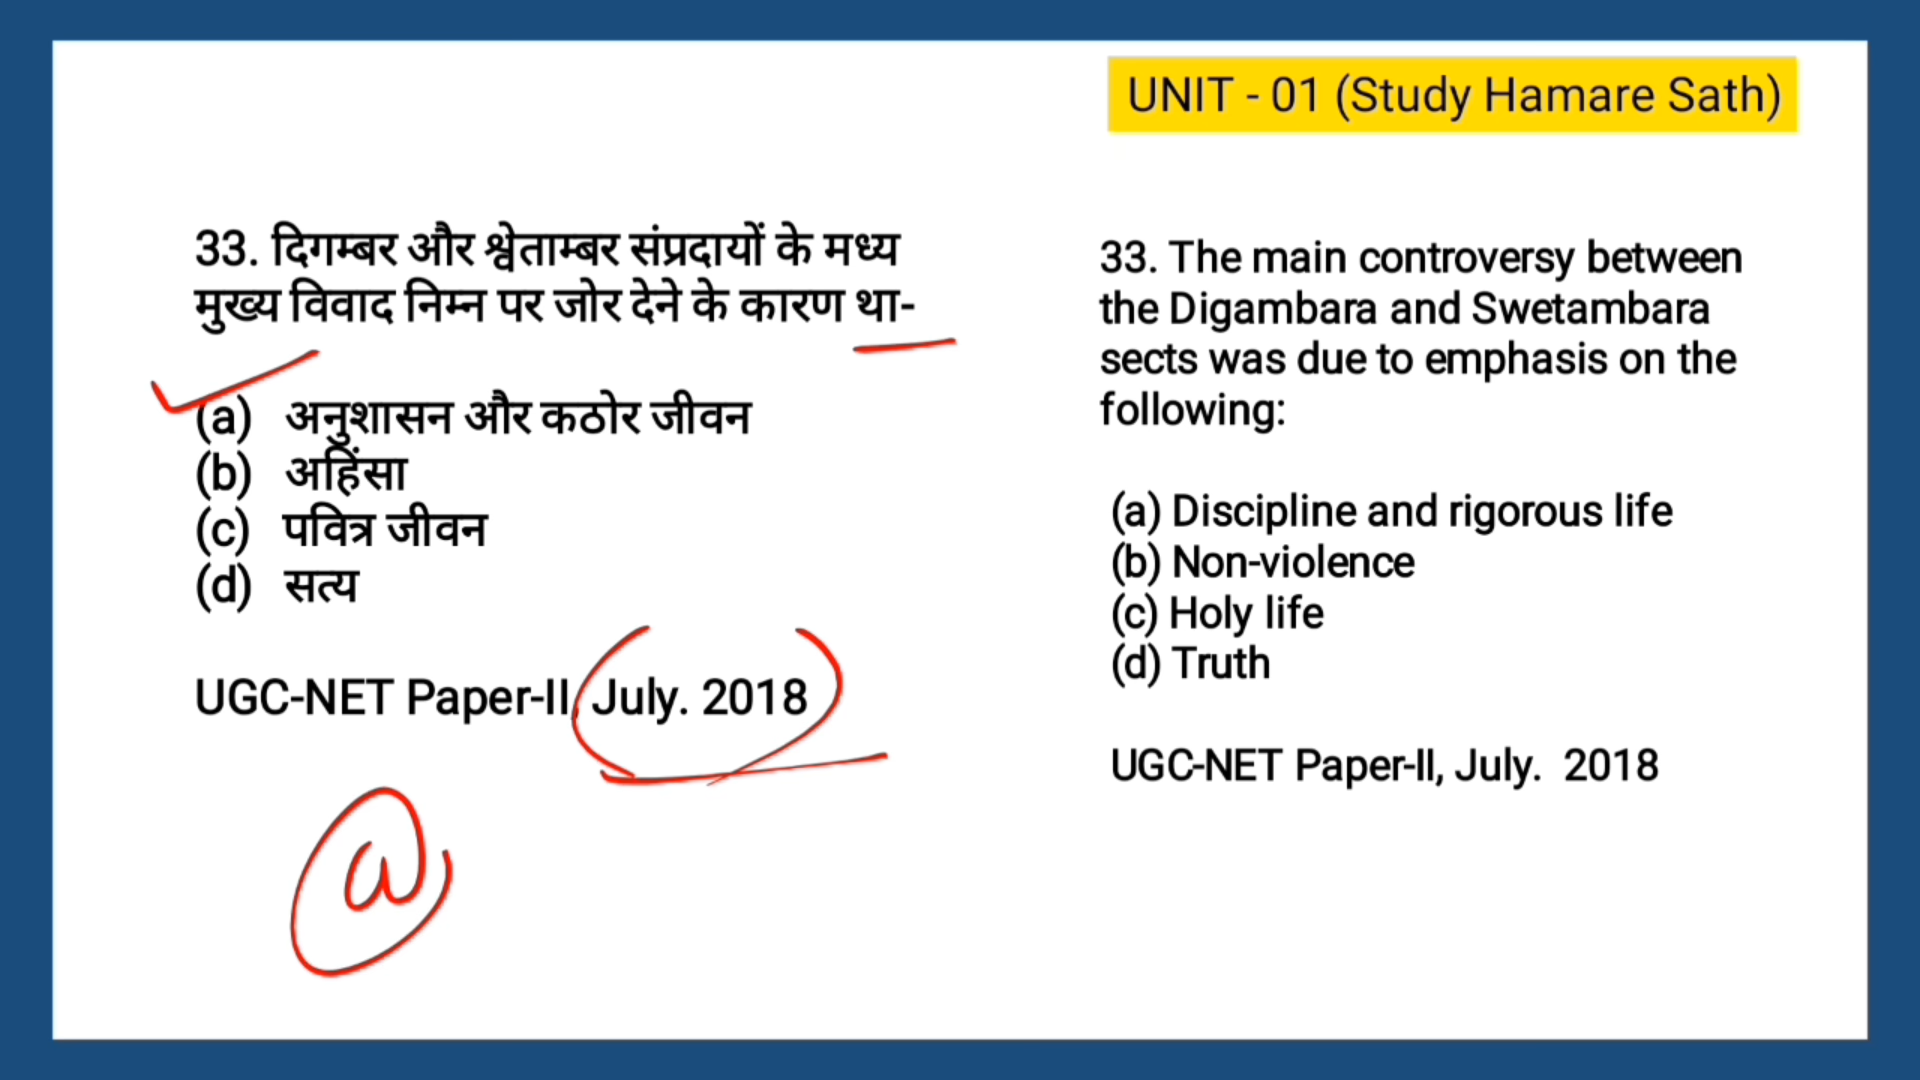 UNIT - 01 (Study Hamare Sath)
33. दिगम्बर और श्वेताम्बर संप्रदायों के मध्य
मुख्य विवाद निम्न पर जोर देने के कारण था-
(a) अनुशासन और कठोर जीवन
(b) अहिंसा
(c) पवित्र जीवन
(d) सत्य
UGC-NET Paper-II, July. 2018
a
33. The main controversy between
the Digambara and Swetambara
sects was due to emphasis on the
following:
(a) Discipline and rigorous life
(b) Non-violence
(c) Holy life
(d) Truth
UGC-NET Paper-II, July. 2018